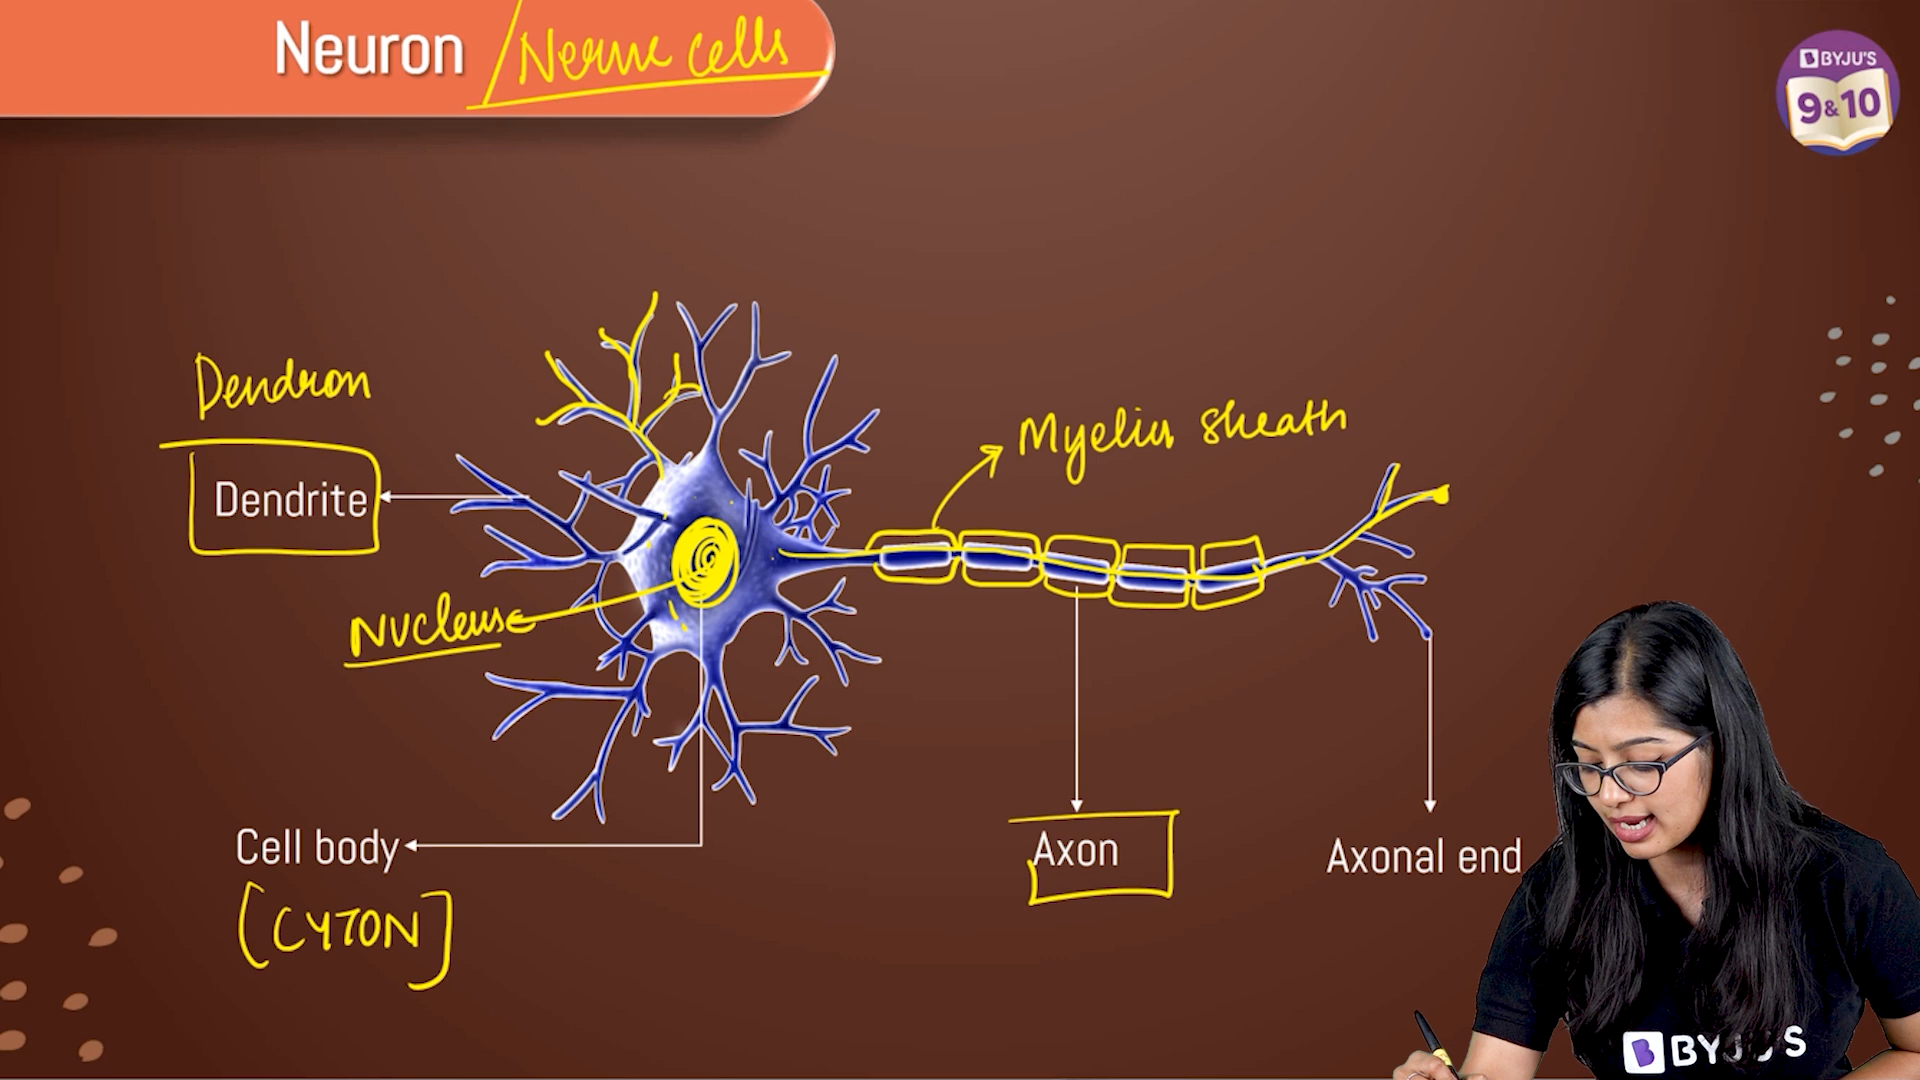 Neuron / Nerve cells
BYJU'S
9&10
Dendron
Myelin sheath
Dendrite
Nucleus
Cell body
Axon
Axonal end
[CYTON]
BYJU'S